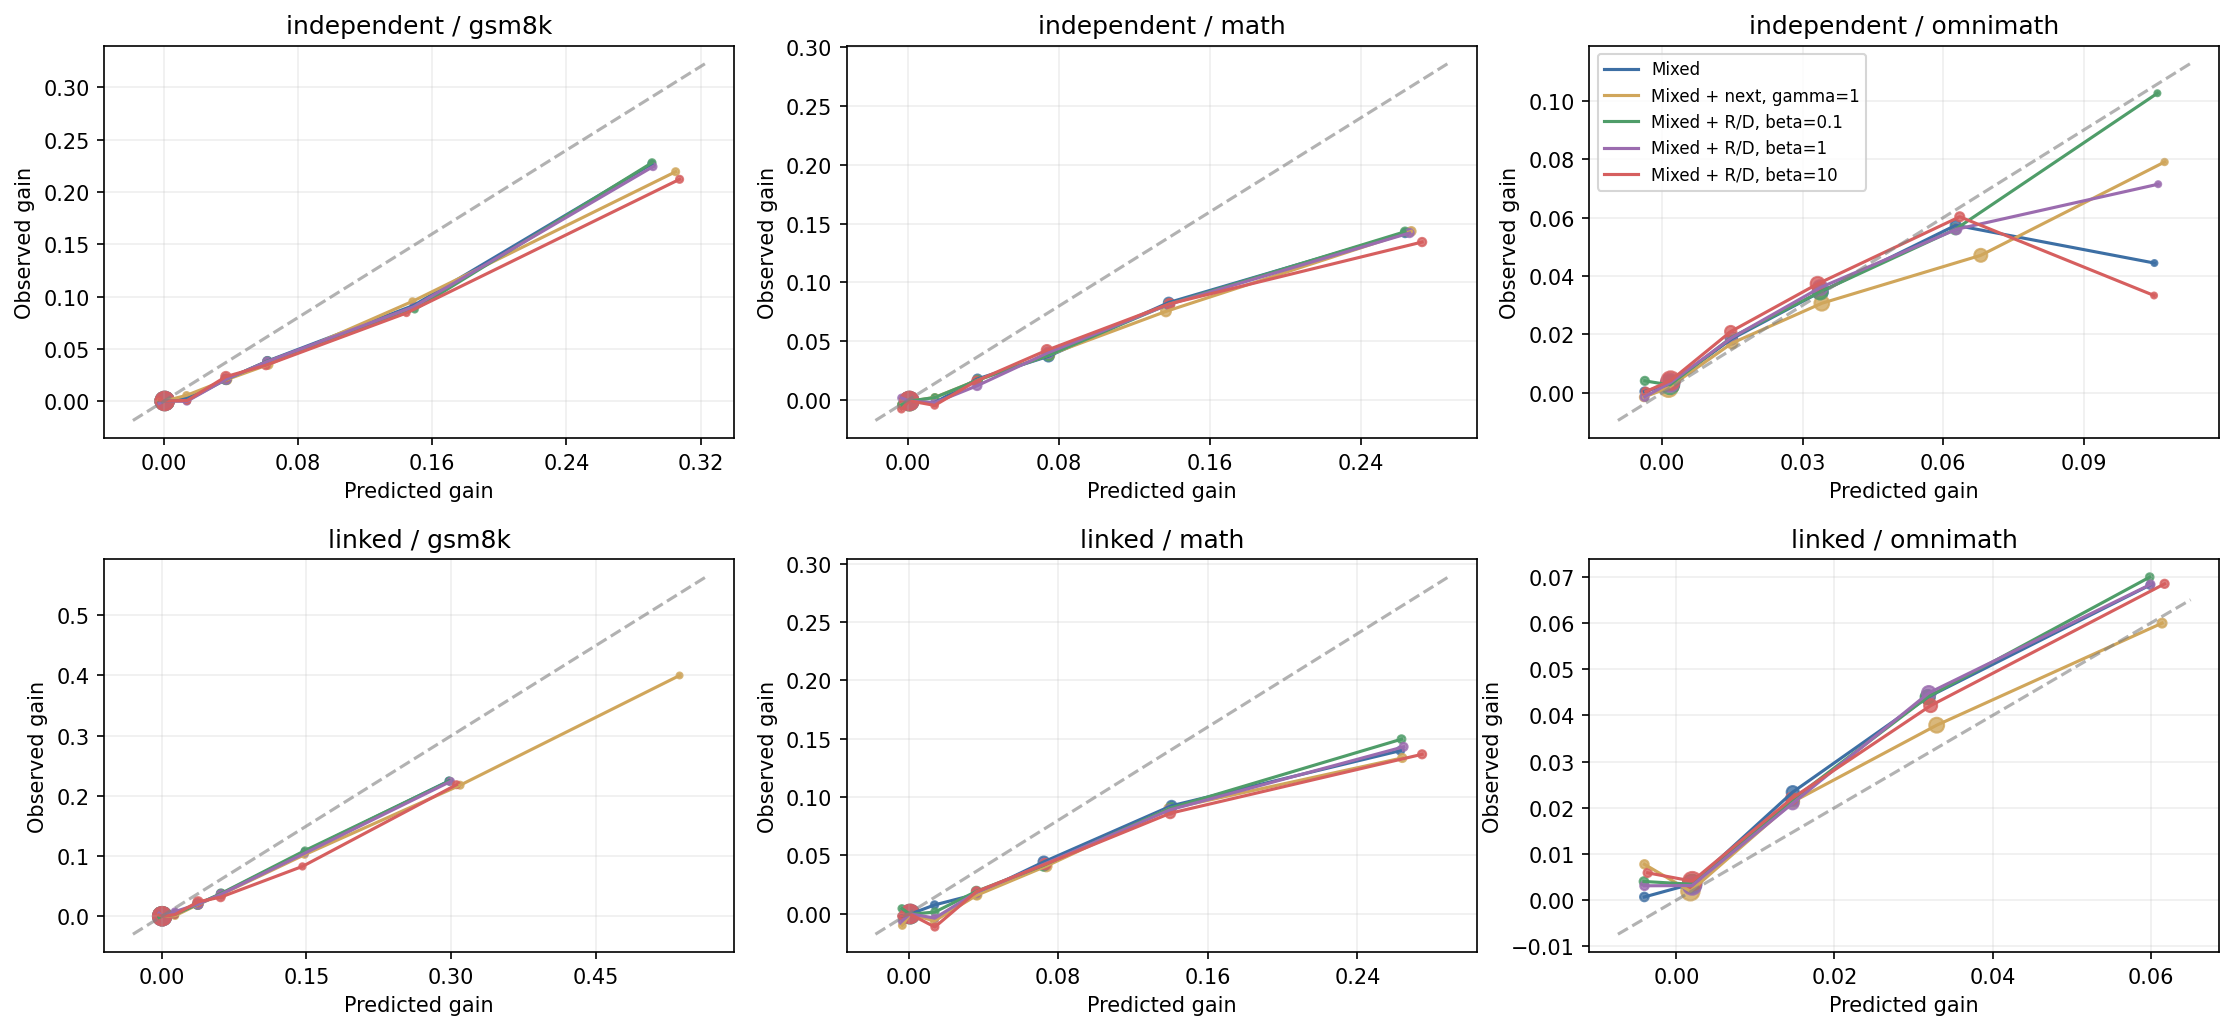 independent / gsm8k
0.30
0.25
0.20
0.15
0.10
0.05
0.00
Observed gain
0.00 0.08 0.16 0.24 0.32
Predicted gain
independent / math
0.30
0.25
0.20
0.15
0.10
0.05
0.00
Observed gain
0.00 0.08 0.16 0.24
Predicted gain
independent / omnimath
Mixed
Mixed + next, gamma=1
Mixed + R/D, beta=0.1
Mixed + R/D, beta=1
Mixed + R/D, beta=10
0.10
0.08
0.06
0.04
0.02
0.00
Observed gain
0.00 0.03 0.06 0.09
Predicted gain
linked / gsm8k
0.5
0.4
0.3
0.2
0.1
0.0
Observed gain
0.00 0.15 0.30 0.45
Predicted gain
linked / math
0.30
0.25
0.20
0.15
0.10
0.05
0.00
Observed gain
0.00 0.08 0.16 0.24
Predicted gain
linked / omnimath
0.07
0.06
0.05
0.04
0.03
0.02
0.01
0.00
−0.01
Observed gain
0.00 0.02 0.04 0.06
Predicted gain